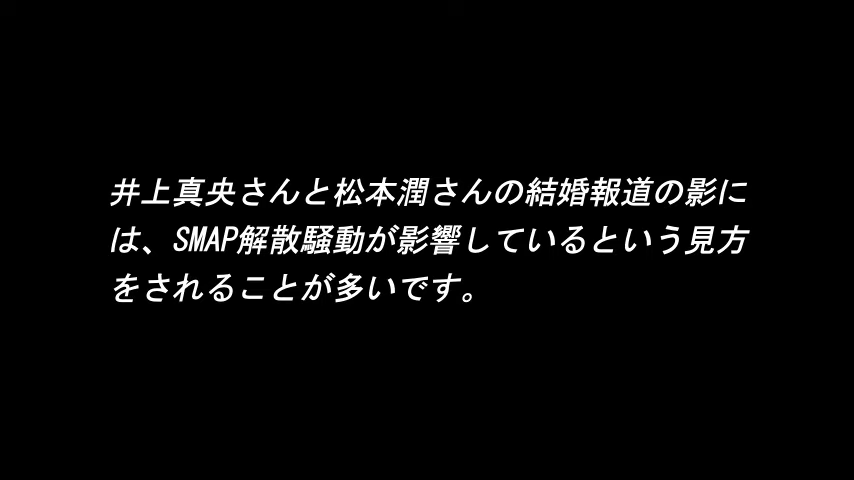 井上真央さんと松本潤さんの結婚報道の影に
は、SMAP解散騒動が影響しているという見方
をされることが多いです。